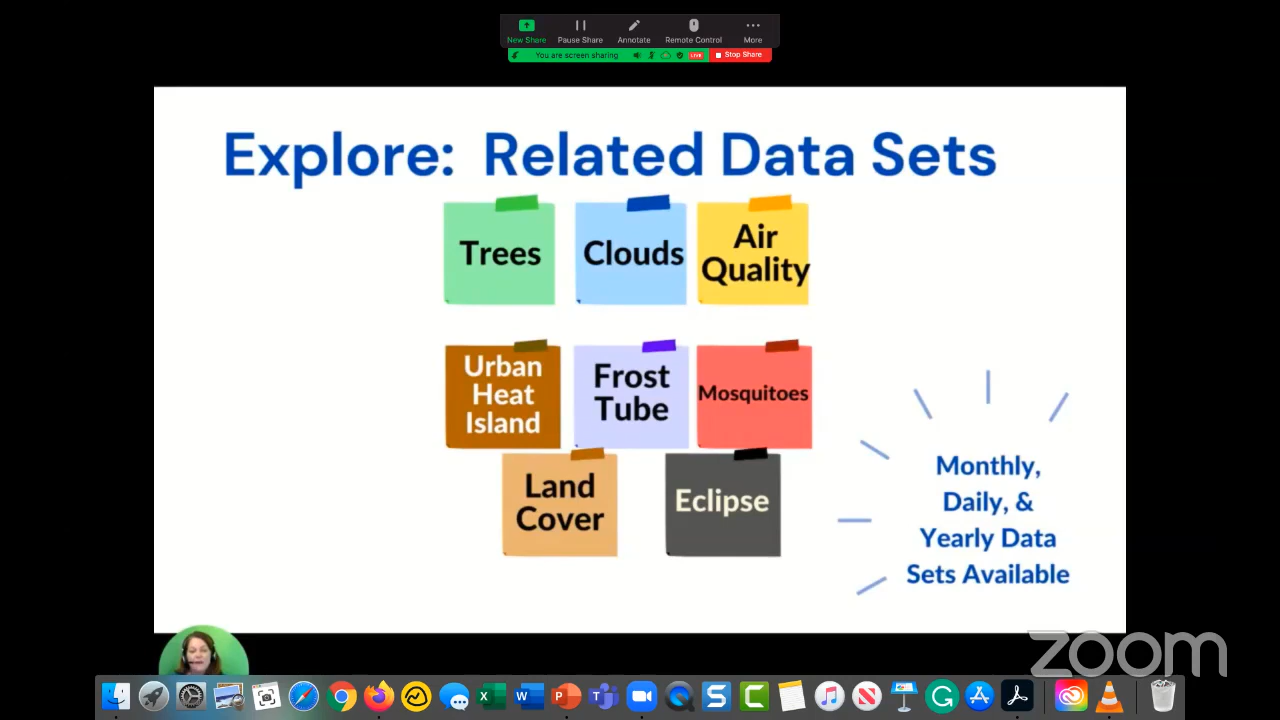 New Share Pause Share Annotate Remote Control More
You are screen sharing LIVE Stop Share
Explore: Related Data Sets
Trees
Clouds
Air
Quality
Urban
Heat
Island
Frost
Tube
Mosquitoes
Land
Cover
Eclipse
Monthly,
Daily, &
Yearly Data
Sets Available
zoom